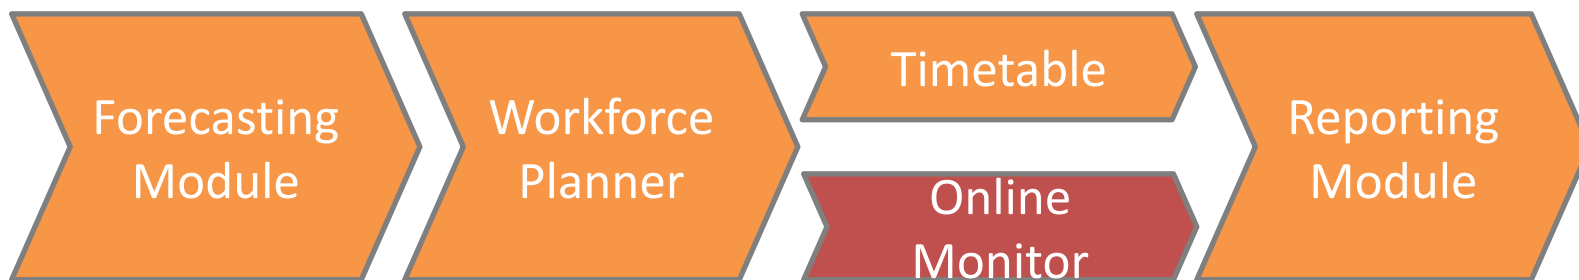 Forecasting
Module
Workforce
Planner
Timetable
Online
Monitor
Reporting
Module